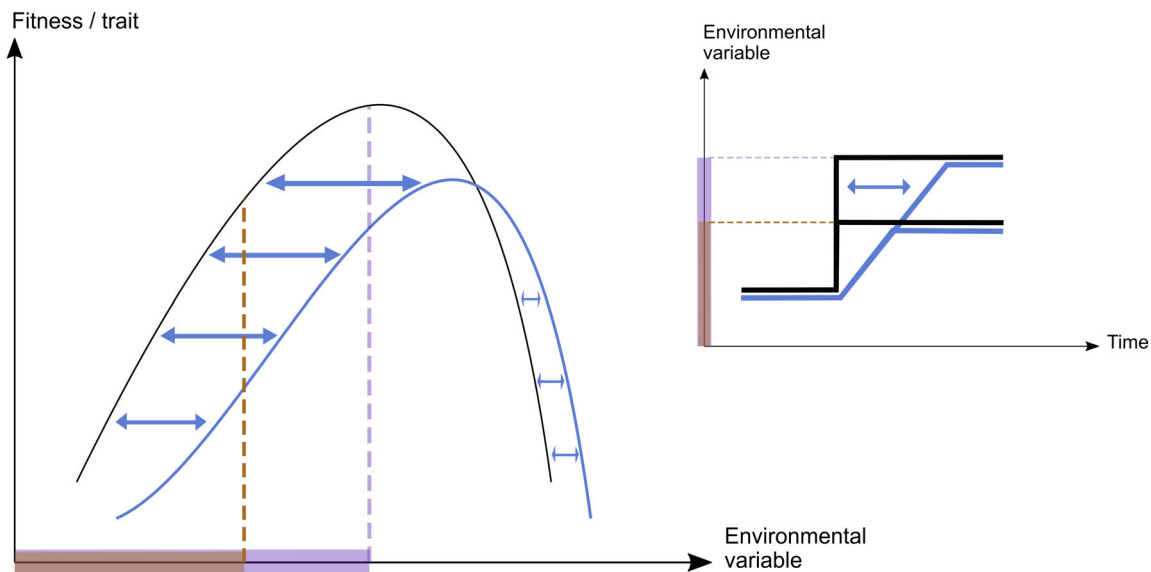 Fitness / trait
Environmental
variable
Environmental
variable
Time